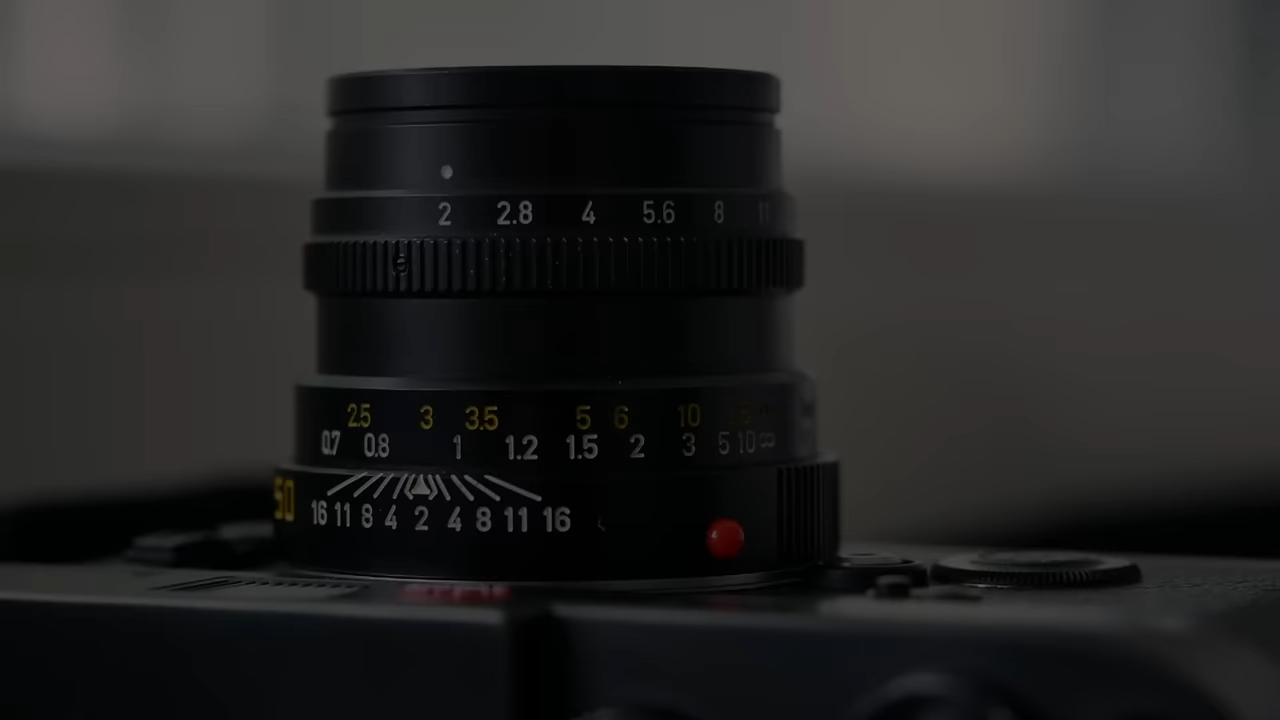 2 2.8 4 5.6 8 11
2.5 3 3.5 5 6 10
0.7 0.8 1 1.2 1.5 2 3 5 10 ∞
50
16 11 8 4 2 4 8 11 16